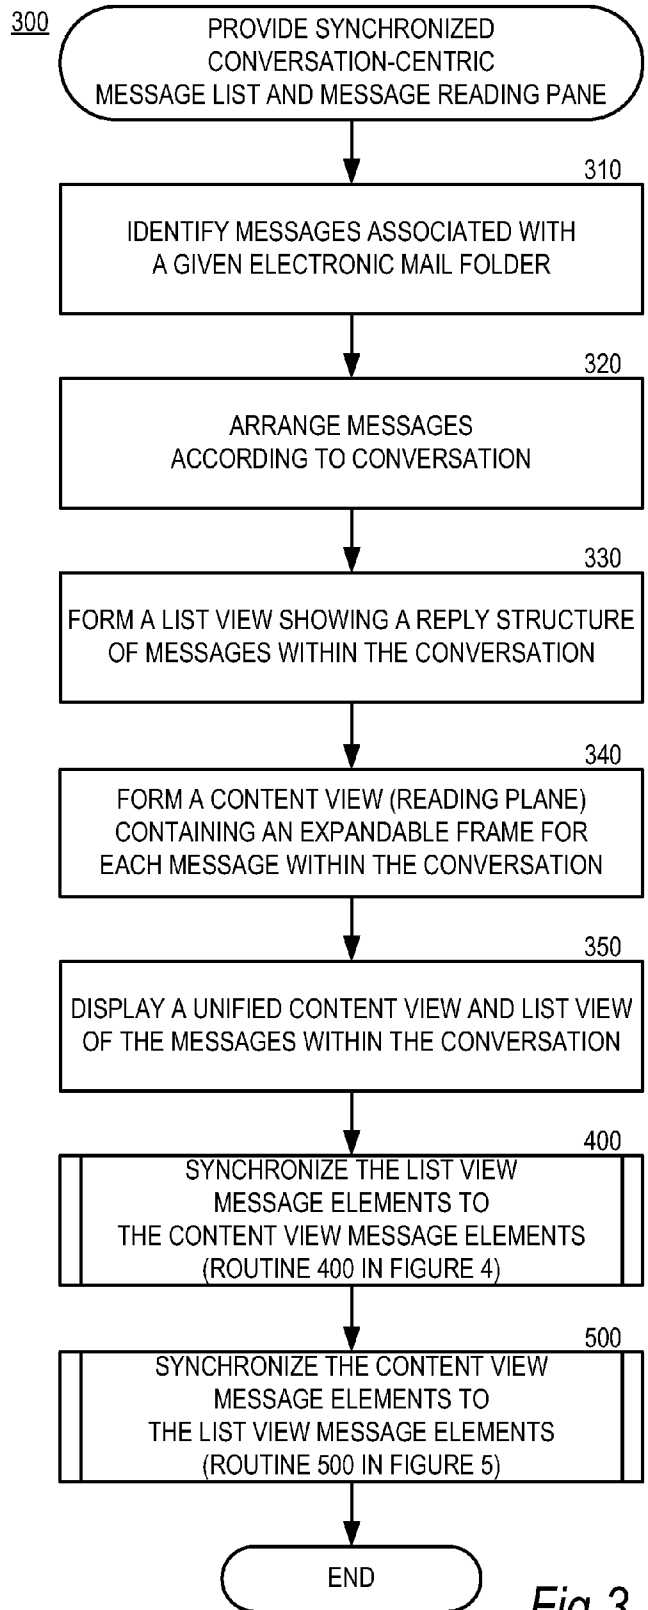 300
PROVIDE SYNCHRONIZED
CONVERSATION-CENTRIC
MESSAGE LIST AND MESSAGE READING PANE
310
IDENTIFY MESSAGES ASSOCIATED WITH
A GIVEN ELECTRONIC MAIL FOLDER
320
ARRANGE MESSAGES
ACCORDING TO CONVERSATION
330
FORM A LIST VIEW SHOWING A REPLY STRUCTURE
OF MESSAGES WITHIN THE CONVERSATION
340
FORM A CONTENT VIEW (READING PLANE)
CONTAINING AN EXPANDABLE FRAME FOR
EACH MESSAGE WITHIN THE CONVERSATION
350
DISPLAY A UNIFIED CONTENT VIEW AND LIST VIEW
OF THE MESSAGES WITHIN THE CONVERSATION
400
SYNCHRONIZE THE LIST VIEW
MESSAGE ELEMENTS TO
THE CONTENT VIEW MESSAGE ELEMENTS
(ROUTINE 400 IN FIGURE 4)
500
SYNCHRONIZE THE CONTENT VIEW
MESSAGE ELEMENTS TO
THE LIST VIEW MESSAGE ELEMENTS
(ROUTINE 500 IN FIGURE 5)
END
Fig. 3